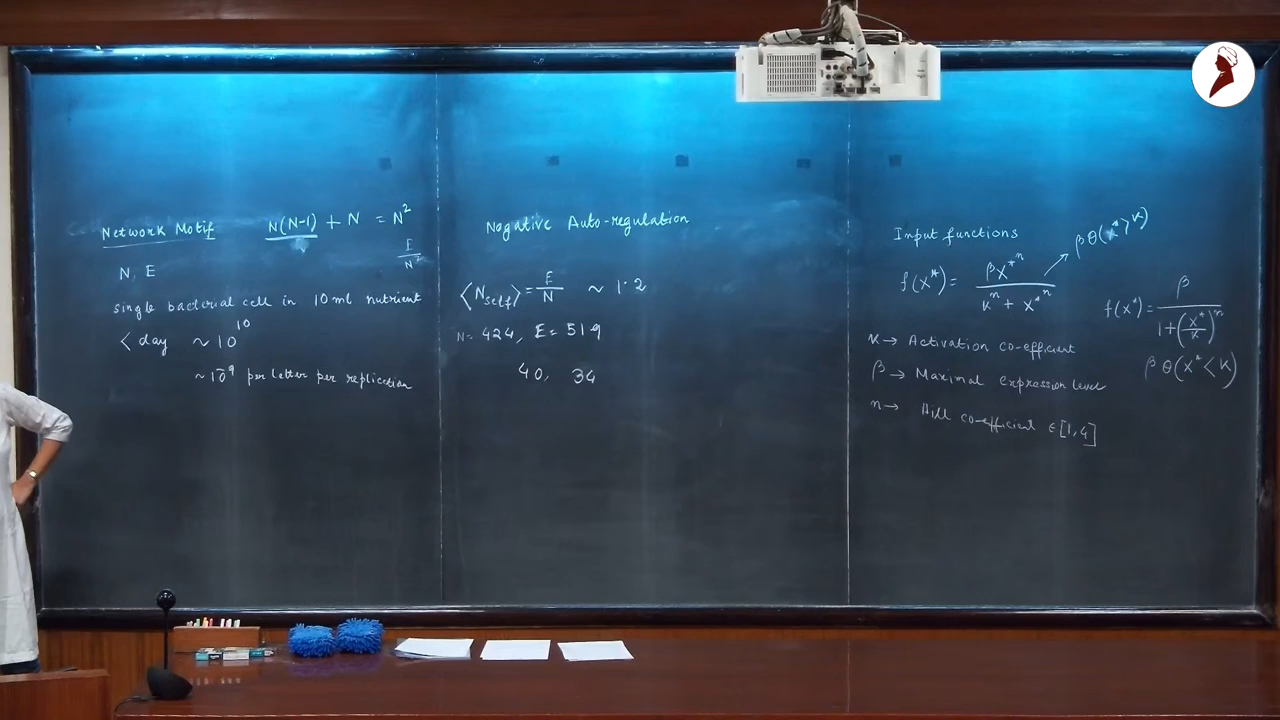 Network Motif N(N-1) + N = N²
E/N²
N, E
single bacterial cell in 10 ml nutrient
< day ~ 10^10
~ 10^-9 per letter per replication
Negative Auto-regulation
⟨N_self⟩ = E/N ~ 1.2
N = 424, E = 519
40, 34
Input functions
f(x*) = βx*^n / (K^n + x*^n) → βθ(x* > K)
f(x*) = β / (1 + (x*/K)^n)
βθ(x* < K)
K → Activation co-efficient
β → Maximal expression level
n → Hill co-efficient ∈ [1,4]